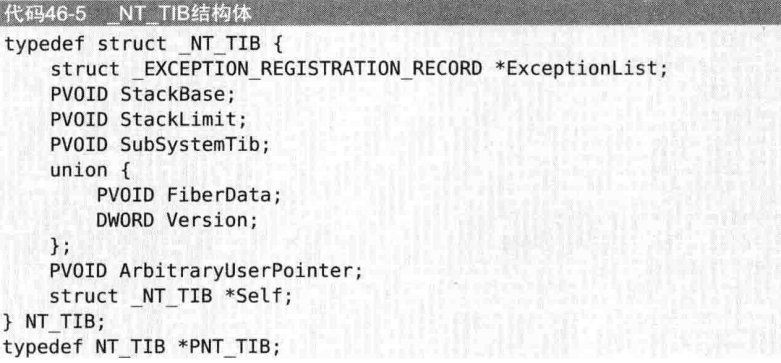 代码46-5 _NT_TIB结构体
typedef struct _NT_TIB {
    struct _EXCEPTION_REGISTRATION_RECORD *ExceptionList;
    PVOID StackBase;
    PVOID StackLimit;
    PVOID SubSystemTib;
    union {
        PVOID FiberData;
        DWORD Version;
    };
    PVOID ArbitraryUserPointer;
    struct _NT_TIB *Self;
} NT_TIB;
typedef NT_TIB *PNT_TIB;